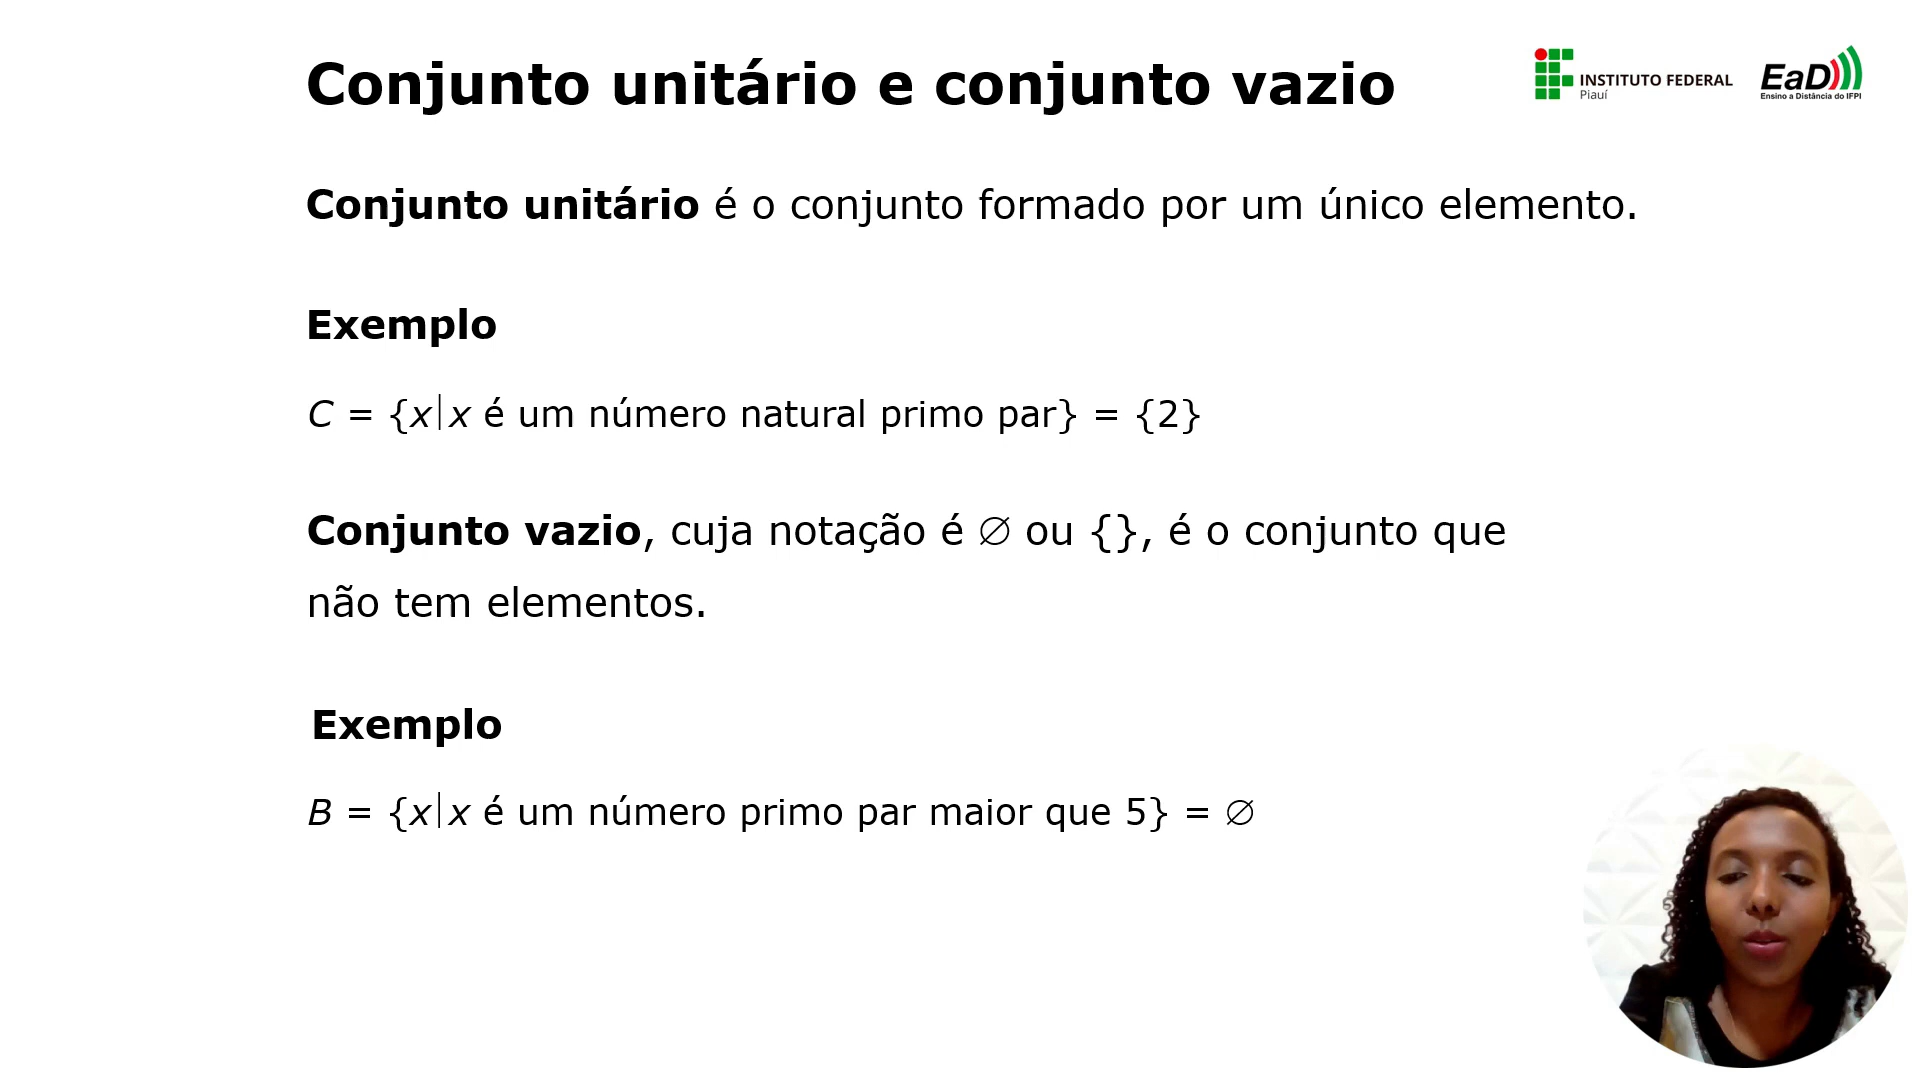 Conjunto unitário e conjunto vazio
INSTITUTO FEDERAL
Piauí
EaD
Ensino a Distância do IFPI
Conjunto unitário é o conjunto formado por um único elemento.
Exemplo
C = {x|x é um número natural primo par} = {2}
Conjunto vazio, cuja notação é ∅ ou {}, é o conjunto que
não tem elementos.
Exemplo
B = {x|x é um número primo par maior que 5} = ∅